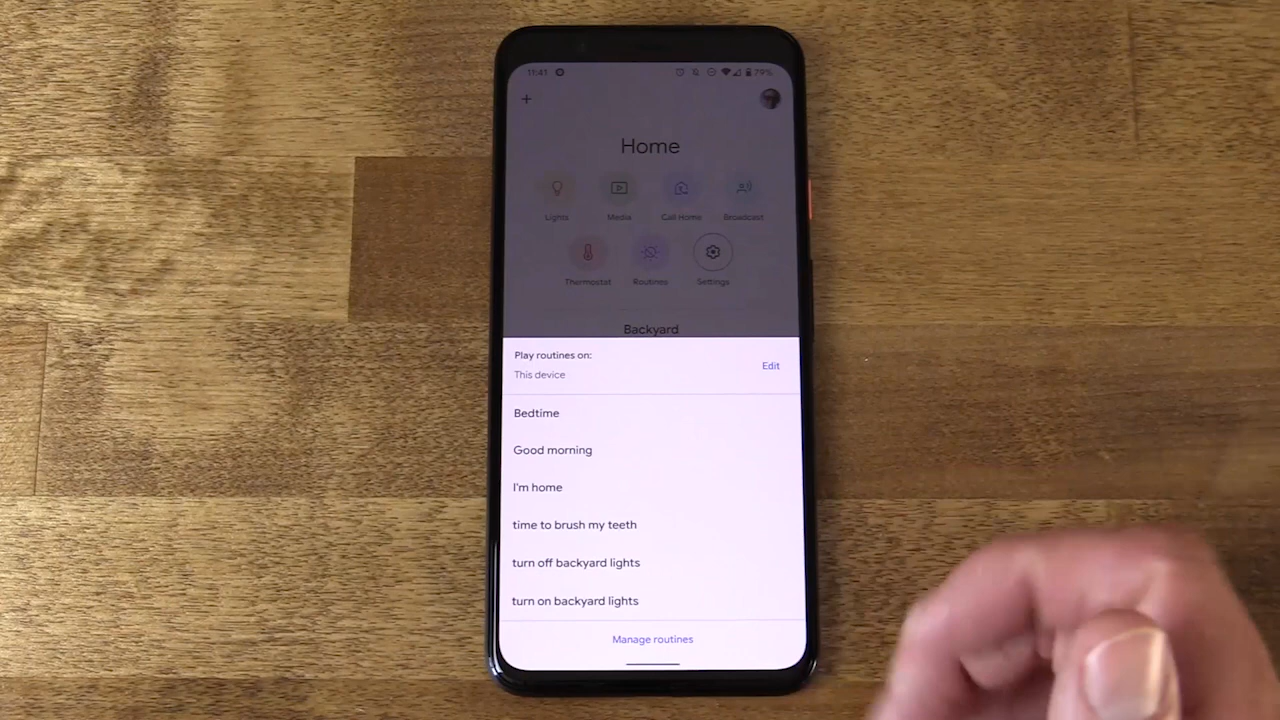 11:41 79%
Home
Lights Media Call Home Broadcast
Thermostat Routines Settings
Backyard
Play routines on:
This device
Edit
Bedtime
Good morning
I'm home
time to brush my teeth
turn off backyard lights
turn on backyard lights
Manage routines